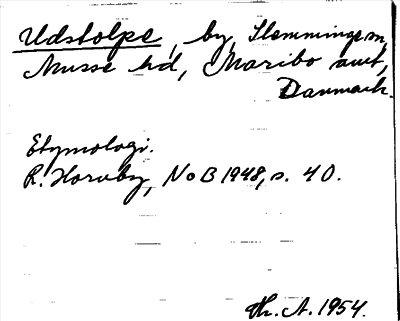 Udstolpe, by, Flemminge sn,
Musse hd, Maribo amt,
Danmark.
Etymologi.
R. Hornby, NoB 1948, s. 40.
Th. A. 1954.